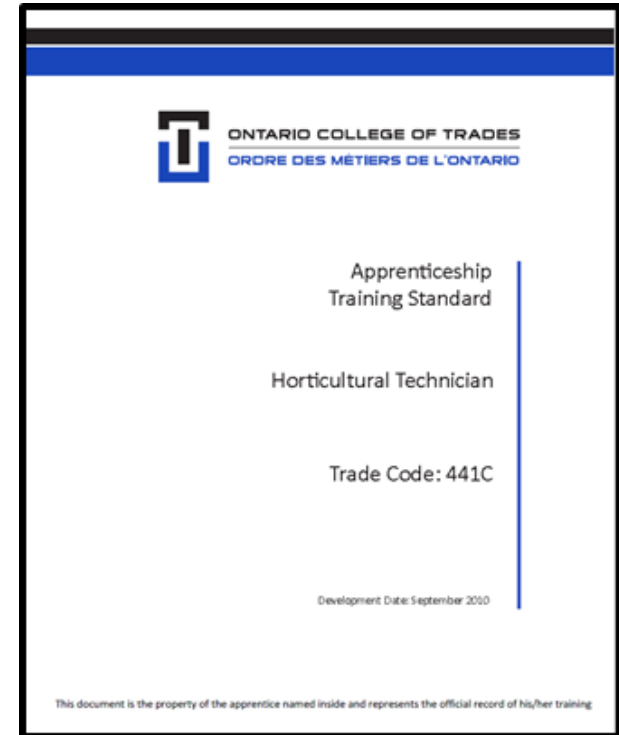 ONTARIO COLLEGE OF TRADES
ORDRE DES MÉTIERS DE L'ONTARIO
Apprenticeship
Training Standard
Horticultural Technician
Trade Code: 441C
Development Date: September 2010
This document is the property of the apprentice named inside and represents the official record of his/her training